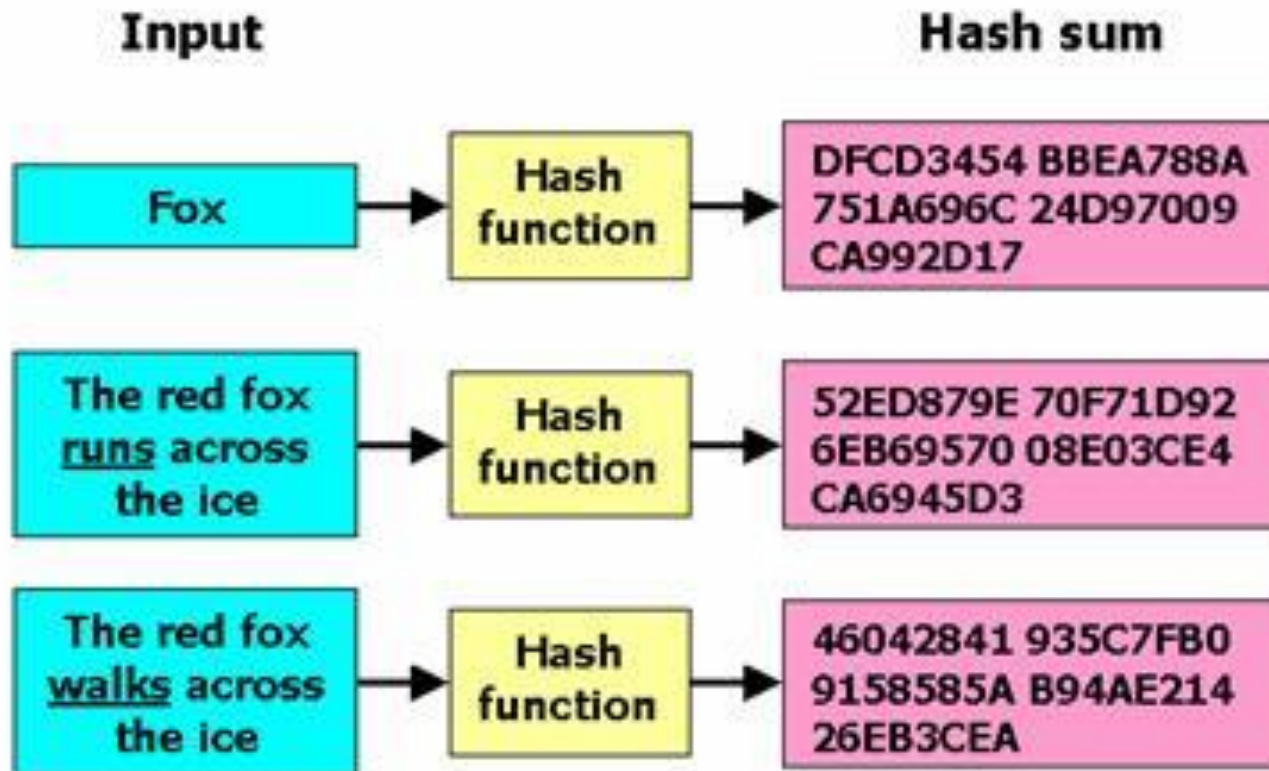 Input
Hash sum
Fox
Hash
function
DFCD3454 BBEA788A
751A696C 24D97009
CA992D17
The red fox
runs across
the ice
Hash
function
52ED879E 70F71D92
6EB69570 08E03CE4
CA6945D3
The red fox
walks across
the ice
Hash
function
46042841 935C7FB0
9158585A B94AE214
26EB3CEA